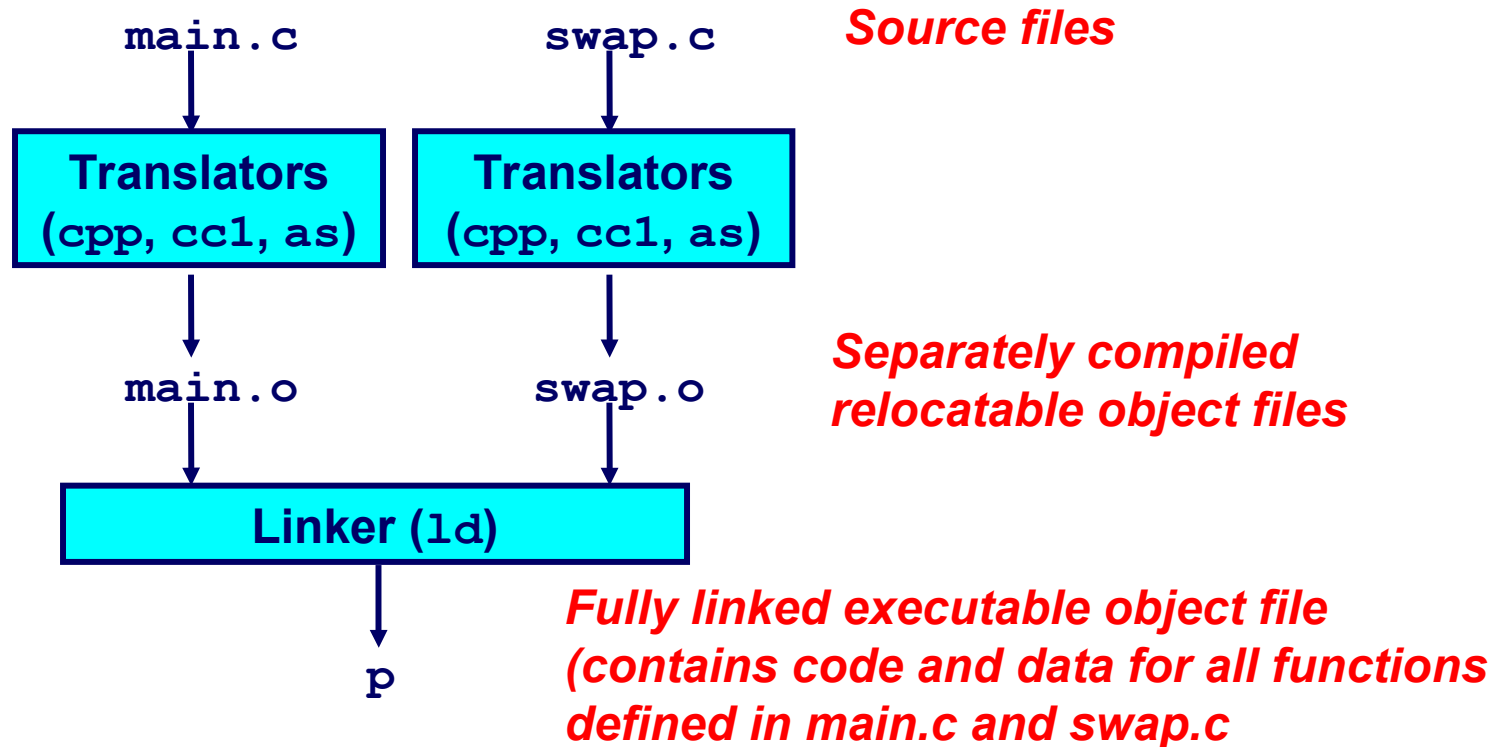 main.c
swap.c
Source files
Translators
(cpp, cc1, as)
Translators
(cpp, cc1, as)
main.o
swap.o
Separately compiled
relocatable object files
Linker (ld)
p
Fully linked executable object file
(contains code and data for all functions
defined in main.c and swap.c